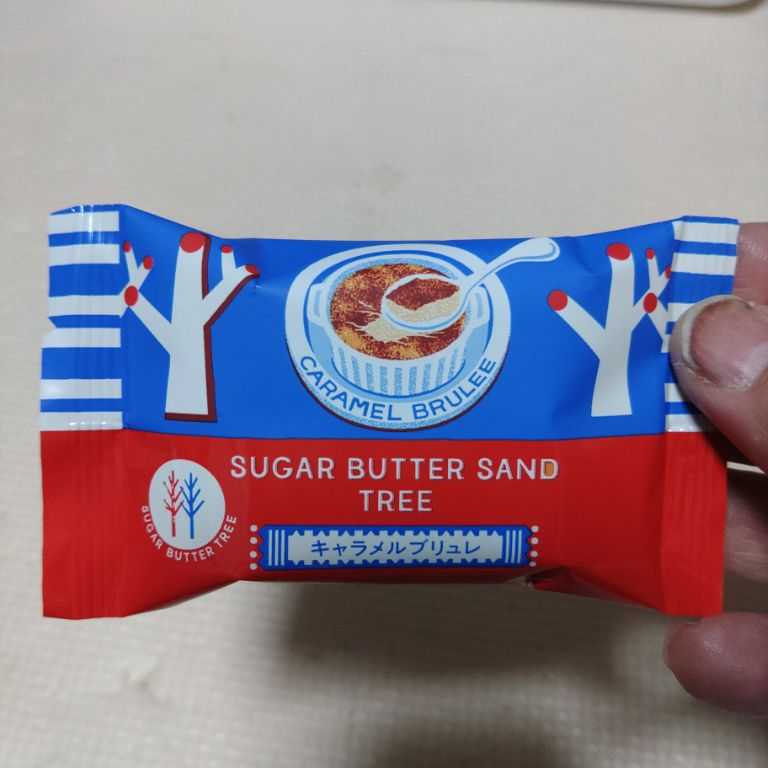 CARAMEL BRULEE
SUGAR BUTTER SAND
TREE
SUGAR BUTTER TREE
キャラメルブリュレ